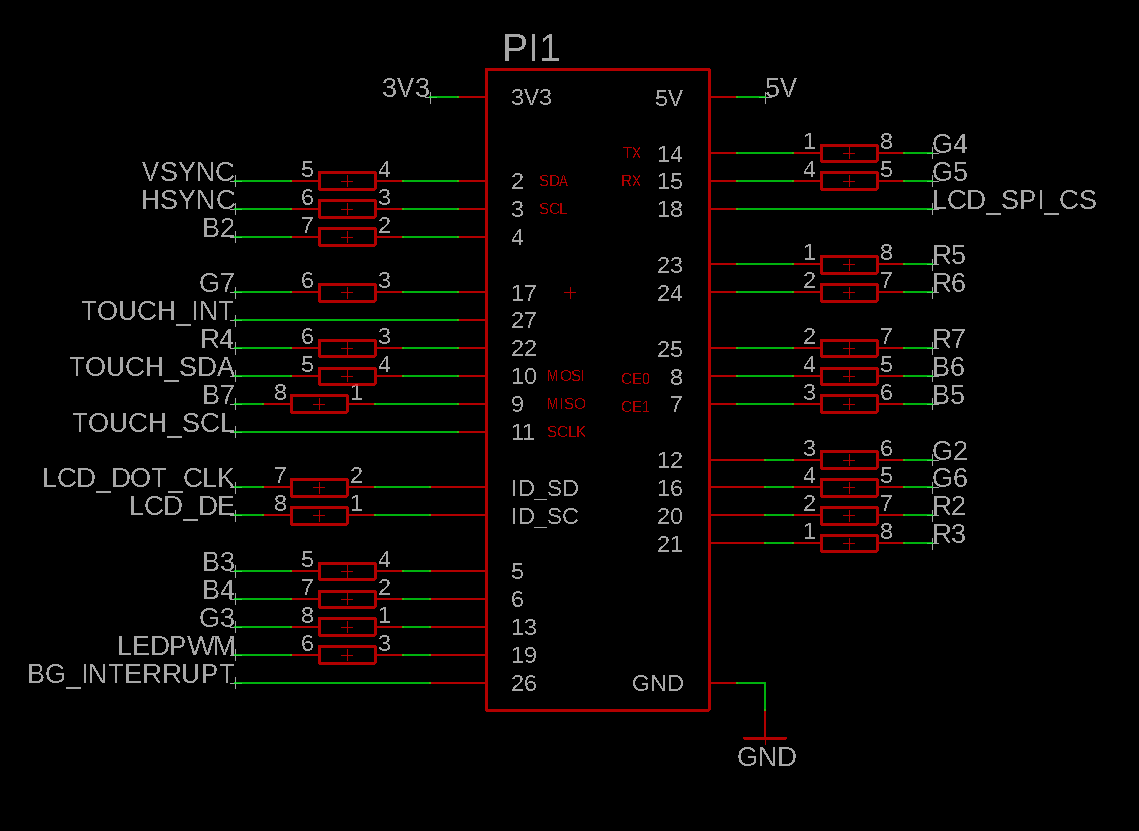 PI1
3V3 3V3 5V 5V
TX 14 1 8 G4
VSYNC 5 4 2 SDA RX 15 4 5 G5
HSYNC 6 3 3 SCL 18 LCD_SPI_CS
B2 7 2 4
23 1 8 R5
G7 6 3 17 24 2 7 R6
TOUCH_INT 27
R4 6 3 22 25 2 7 R7
TOUCH_SDA 5 4 10 MOSI CE0 8 4 5 B6
B7 8 1 9 MISO CE1 7 3 6 B5
TOUCH_SCL 11 SCLK
12 3 6 G2
LCD_DOT_CLK 7 2 ID_SD 16 4 5 G6
LCD_DE 8 1 ID_SC 20 2 7 R2
21 1 8 R3
B3 5 4 5
B4 7 2 6
G3 8 1 13
LEDPWM 6 3 19
BG_INTERRUPT 26 GND
GND